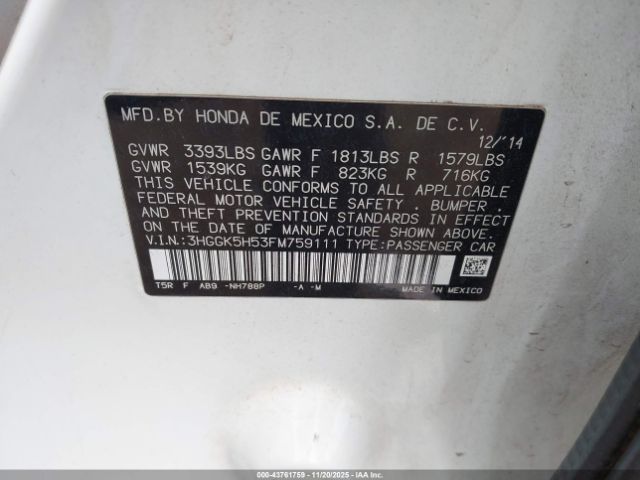 MFD.BY HONDA DE MEXICO S.A. DE C.V.
12/'14
GVWR 3393LBS GAWR F 1813LBS R 1579LBS
GVWR 1539KG GAWR F 823KG R 716KG
THIS VEHICLE CONFORMS TO ALL APPLICABLE
FEDERAL MOTOR VEHICLE SAFETY . BUMPER .
AND THEFT PREVENTION STANDARDS IN EFFECT
ON THE DATE OF MANUFACTURE SHOWN ABOVE .
V.I.N.:3HGGK5H53FM759111 TYPE:PASSENGER CAR
T5R F AB9 -NH788P -A -M MADE IN MEXICO
000-43761759 - 11/20/2025 - IAA Inc.